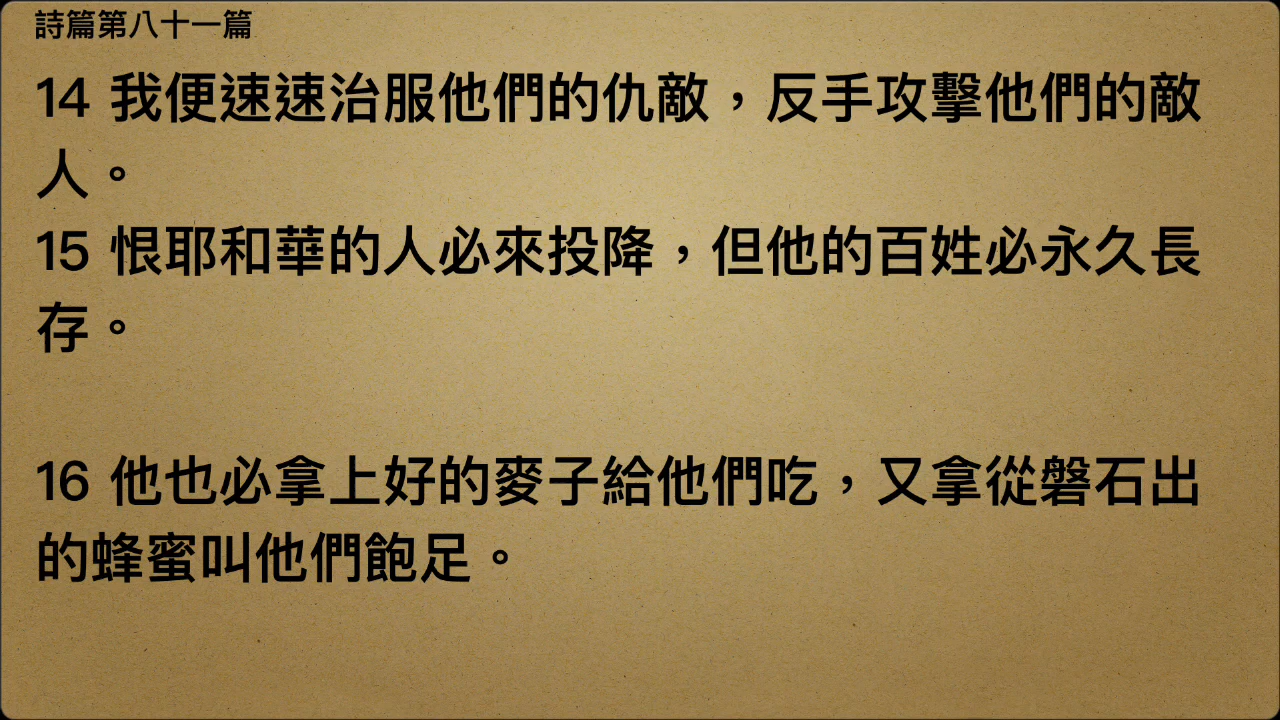 詩篇第八十一篇
14 我便速速治服他們的仇敵，反手攻擊他們的敵
人。
15 恨耶和華的人必來投降，但他的百姓必永久長
存。
16 他也必拿上好的麥子給他們吃，又拿從磐石出
的蜂蜜叫他們飽足。